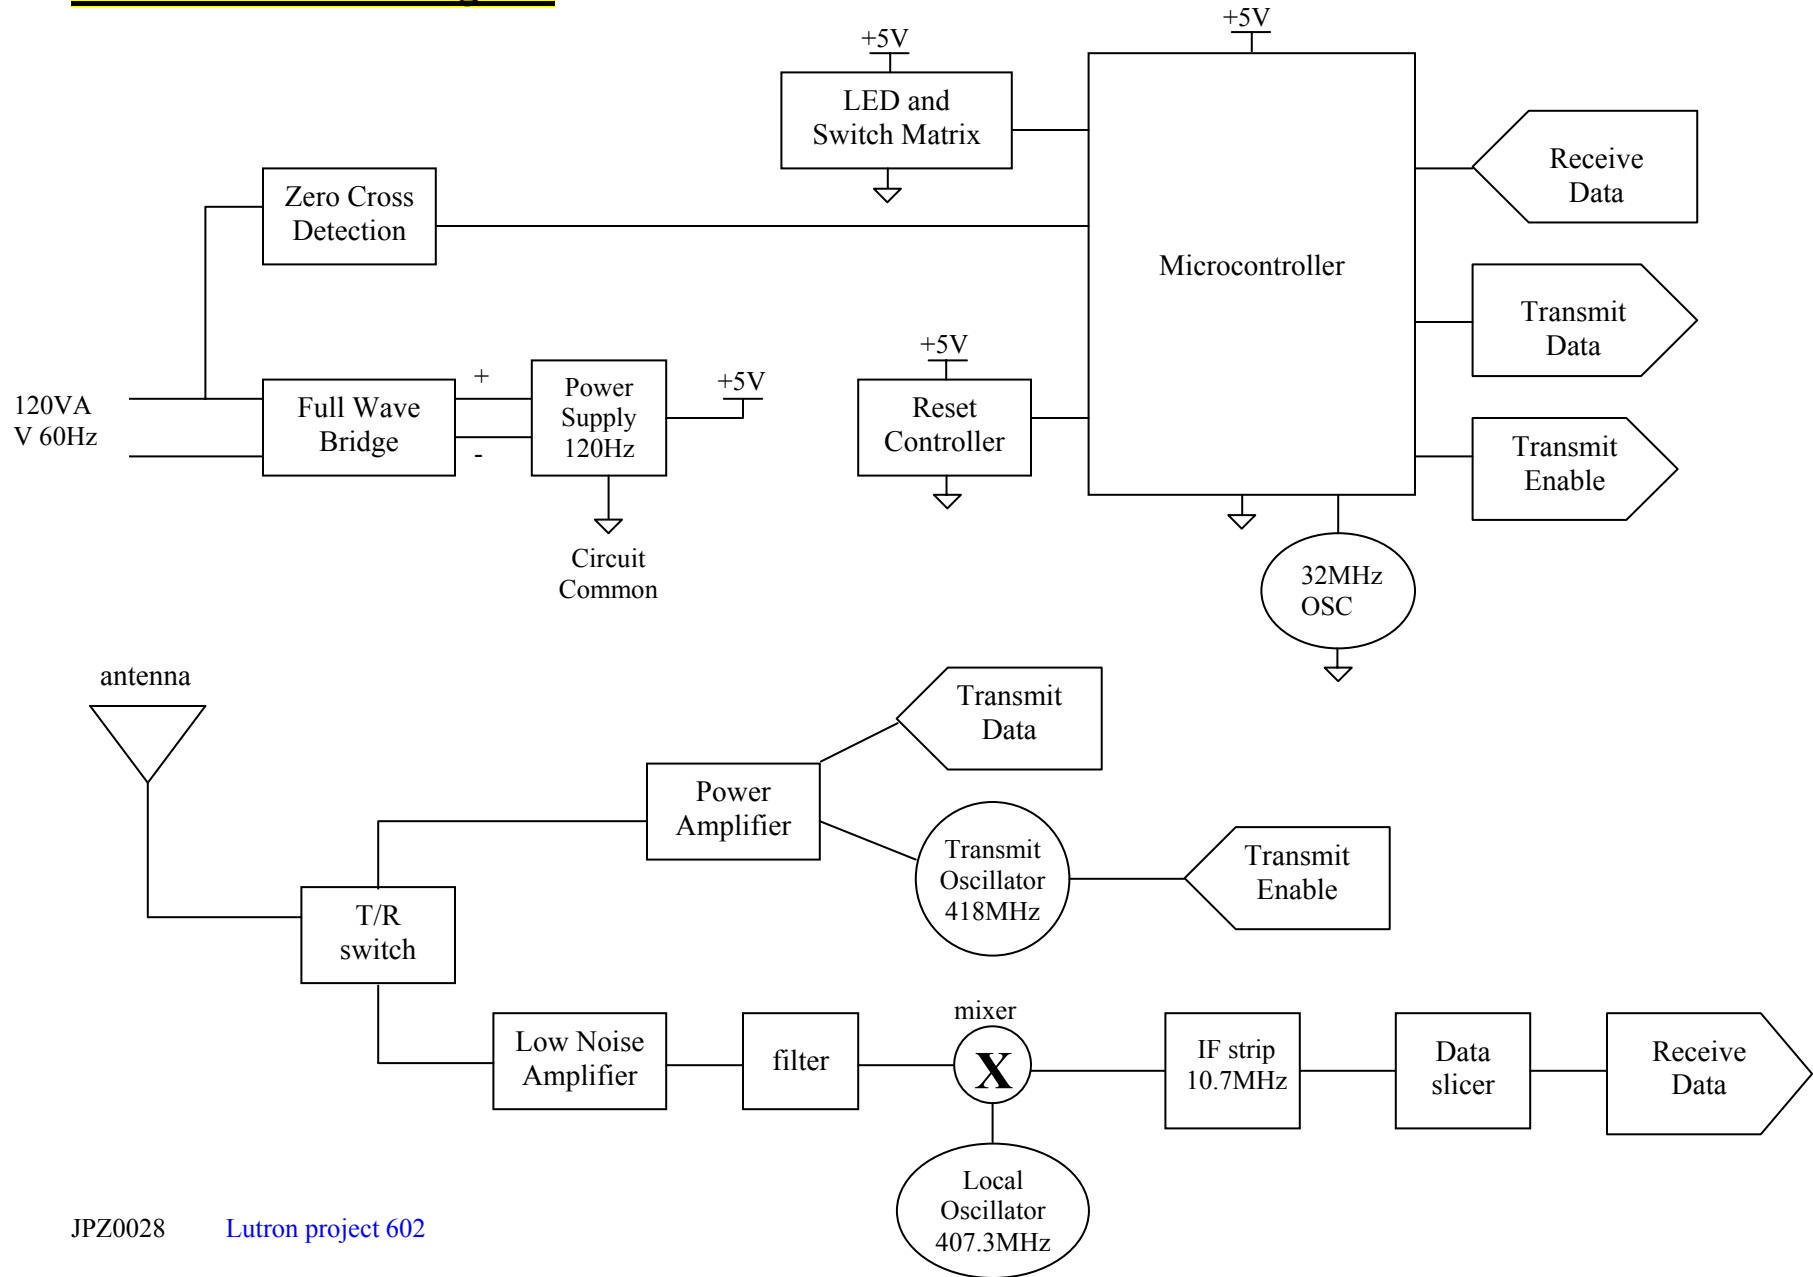 +5V
+5V
LED and
Switch Matrix
Receive
Data
Zero Cross
Detection
Microcontroller
Transmit
Data
+5V
120VA
V 60Hz
Full Wave
Bridge
+
-
Power
Supply
120Hz
+5V
Reset
Controller
Transmit
Enable
Circuit
Common
32MHz
OSC
antenna
Transmit
Data
Power
Amplifier
Transmit
Oscillator
418MHz
Transmit
Enable
T/R
switch
Low Noise
Amplifier
filter
mixer
X
IF strip
10.7MHz
Data
slicer
Receive
Data
Local
Oscillator
407.3MHz
JPZ0028 Lutron project 602